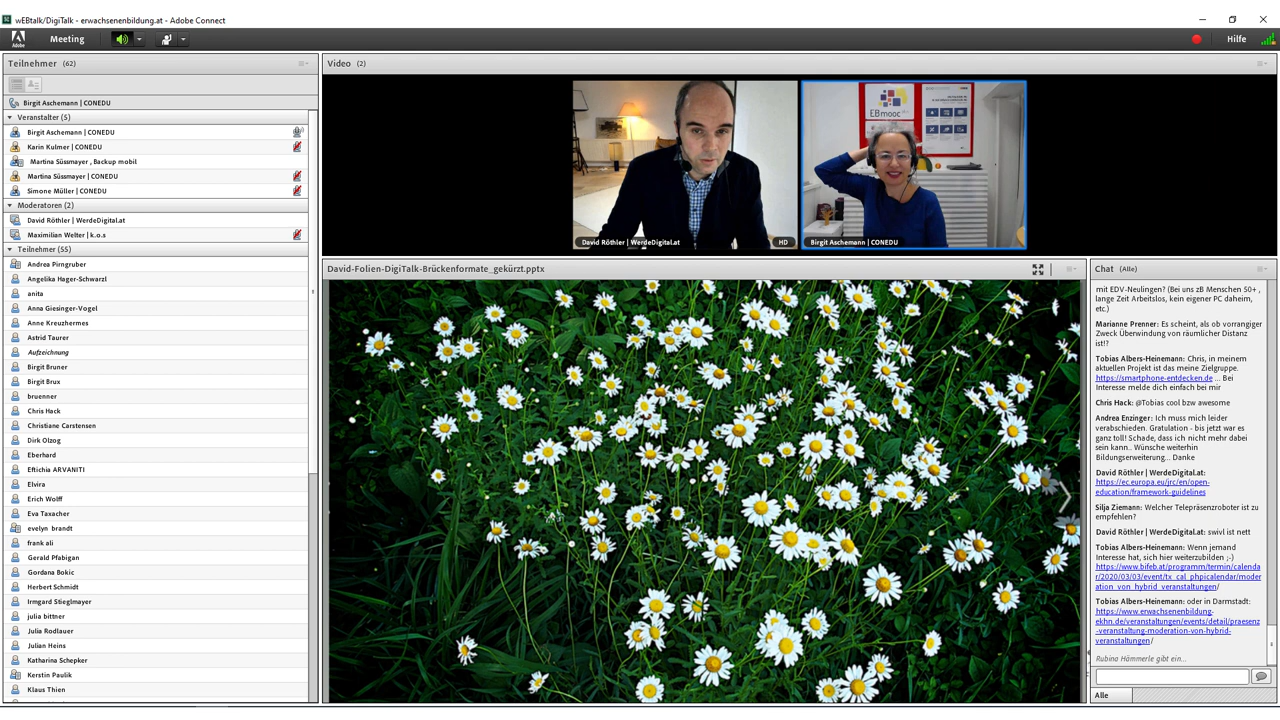 wEBtalk/DigiTalk - erwachsenenbildung.at - Adobe Connect
Adobe
Meeting
Hilfe
Teilnehmer (62)
Birgit Aschemann | CONEDU
Veranstalter (5)
Birgit Aschemann | CONEDU
Karin Kulmer | CONEDU
Martina Süssmayer , Backup mobil
Martina Süssmayer | CONEDU
Simone Müller | CONEDU
Moderatoren (2)
David Röthler | WerdeDigital.at
Maximilian Welter | k.o.s
Teilnehmer (55)
Andrea Pirngruber
Angelika Hager-Schwarzl
anita
Anna Giesinger-Vogel
Anne Kreuzhermes
Astrid Taurer
Aufzeichnung
Birgit Bruner
Birgit Brux
bruenner
Chris Hack
Christiane Carstensen
Dirk Olzog
Eberhard
Eftichia ARVANITI
Elvira
Erich Wolff
Eva Taxacher
evelyn brandt
frank ali
Gerald Pfabigan
Gordana Bokic
Herbert Schmidt
Irmgard Stieglmayer
julia bittner
Julia Rodlauer
Julian Heins
Katharina Schepker
Kerstin Paulik
Klaus Thien
Video (2)
EBmooc
David Röthler | WerdeDigital.at
HD
Birgit Aschemann | CONEDU
David-Folien-DigiTalk-Brückenformate_gekürzt.pptx
Chat (Alle)
mit EDV-Neulingen? (Bei uns zB Menschen 50+ ,
lange Zeit Arbeitslos, kein eigener PC daheim,
etc.)
Marianne Prenner: Es scheint, als ob vorrangiger
Zweck Überwindung von räumlicher Distanz
ist!?
Tobias Albers-Heinemann: Chris, in meinem
aktuellen Projekt ist das meine Zielgruppe.
https://smartphone-entdecken.de ... Bei
Interesse melde dich einfach bei mir
Chris Hack: @Tobias cool bzw awesome
Andrea Enzinger: Ich muss mich leider
verabschieden. Gratulation - bis jetzt war es
ganz toll! Schade, dass ich nicht mehr dabei
sein kann.. Wünsche weiterhin
Bildungserweiterung... Danke
David Röthler | WerdeDigital.at:
https://ec.europa.eu/jrc/en/open-
education/framework-guidelines
Silja Ziemann: Welcher Telepräsenzroboter ist zu
empfehlen?
David Röthler | WerdeDigital.at: swivl ist nett
Tobias Albers-Heinemann: Wenn jemand
Interesse hat, sich hier weiterzubilden ;-)
https://www.bifeb.at/programm/termin/calenda
r/2020/03/03/event/tx_cal_phpicalendar/moder
ation_von_hybrid_veranstaltungen/
Tobias Albers-Heinemann: oder in Darmstadt:
https://www.erwachsenenbildung-
ekhn.de/veranstaltungen/events/detail/praesenz
-veranstaltung-moderation-von-hybrid-
veranstaltungen/
Rubina Hämmerle gibt ein...
Alle